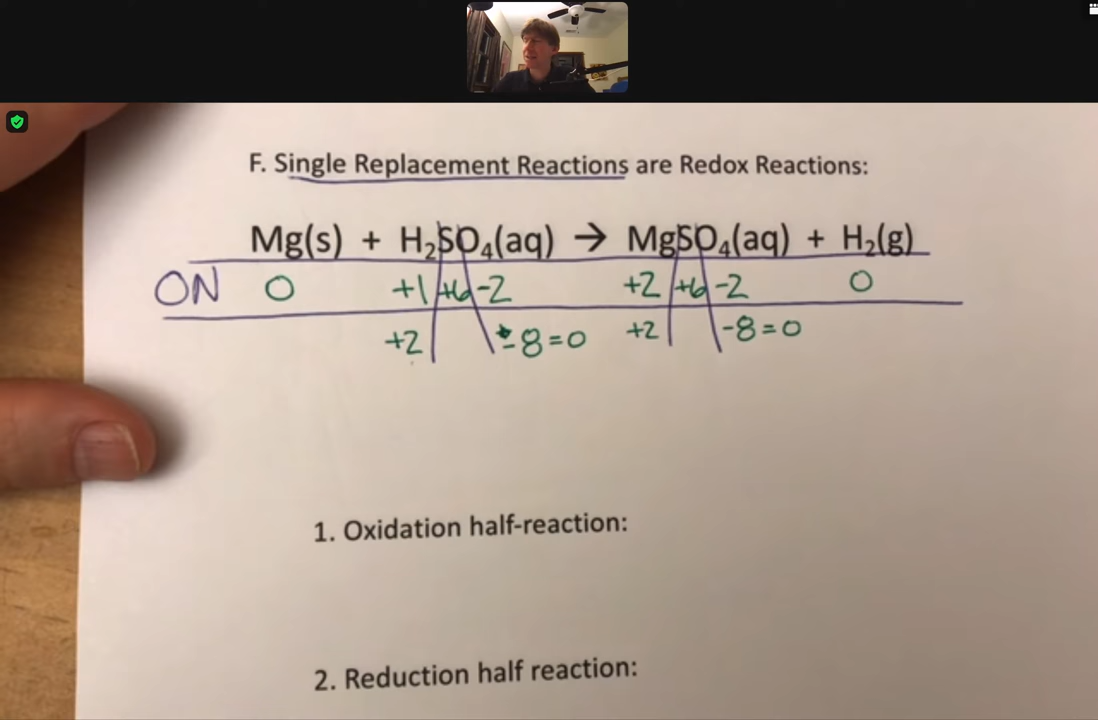 F. Single Replacement Reactions are Redox Reactions:
Mg(s) + H₂SO₄(aq) → MgSO₄(aq) + H₂(g)
ON 0 +1 +6 -2 +2 +6 -2 0
+2 -8=0 +2 -8=0
1. Oxidation half-reaction:
2. Reduction half reaction: